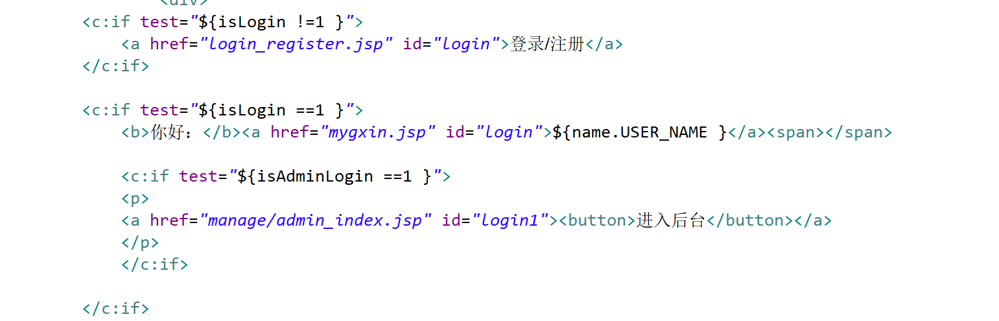 <div>
<c:if test="${isLogin !=1 }">
<a href="login_register.jsp" id="login">登录/注册</a>
</c:if>
<c:if test="${isLogin ==1 }">
<b>你好：</b><a href="mygxin.jsp" id="login">${name.USER_NAME }</a><span></span>
<c:if test="${isAdminLogin ==1 }">
<p>
<a href="manage/admin_index.jsp" id="login1"><button>进入后台</button></a>
</p>
</c:if>
</c:if>